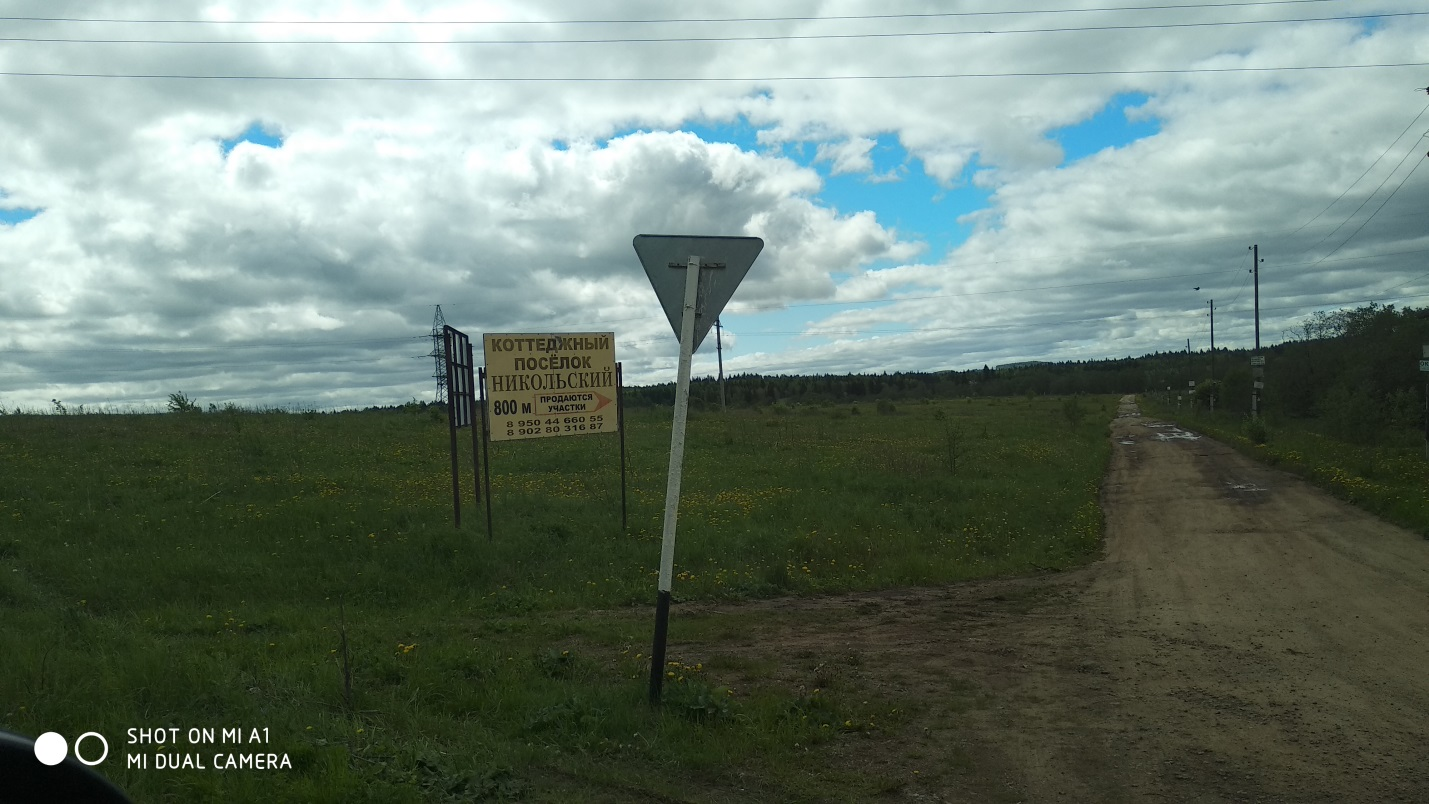 КОТТЕДЖНЫЙ
ПОСЁЛОК
НИКОЛЬСКИЙ
800 м ПРОДАЮТСЯ
УЧАСТКИ
8 950 44 660 55
8 902 80 316 87
SHOT ON MI A1
MI DUAL CAMERA